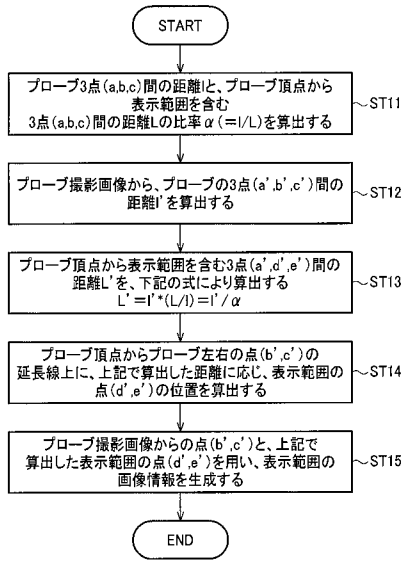 START
プローブ3点(a,b,c)間の距離lと、プローブ頂点から
表示範囲を含む
3点(a,b,c)間の距離Lの比率α(=l/L)を算出する
ST11
プローブ撮影画像から、プローブの3点(a',b',c')間の
距離l'を算出する
ST12
プローブ頂点から表示範囲を含む3点(a',d',e')間の
距離L'を、下記の式により算出する
L'=l'*(L/l)=l'/α
ST13
プローブ頂点からプローブ左右の点(b',c')の
延長線上に、上記で算出した距離に応じ、表示範囲の
点(d',e')の位置を算出する
ST14
プローブ撮影画像からの点(b',c')と、上記で
算出した表示範囲の点(d',e')を用い、表示範囲の
画像情報を生成する
ST15
END